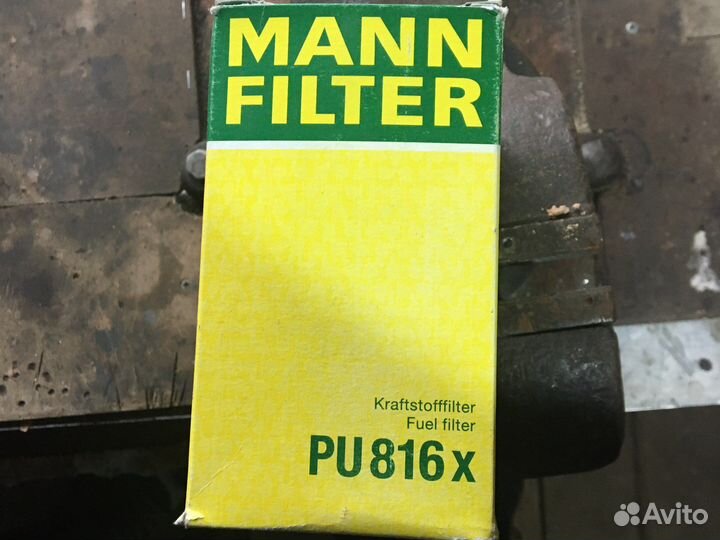 MANN
FILTER
Kraftstofffilter
Fuel filter
PU 816 x
Avito